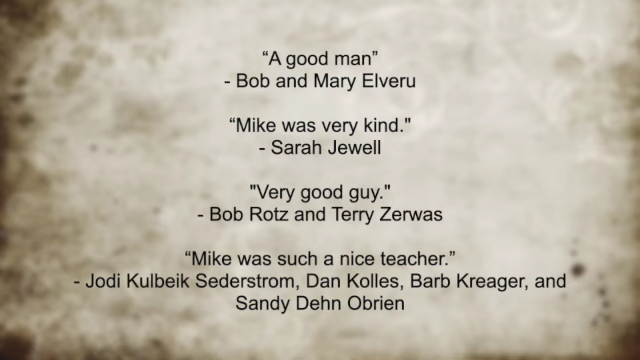 “A good man”
- Bob and Mary Elveru
“Mike was very kind."
- Sarah Jewell
"Very good guy."
- Bob Rotz and Terry Zerwas
“Mike was such a nice teacher.”
- Jodi Kulbeik Sederstrom, Dan Kolles, Barb Kreager, and
Sandy Dehn Obrien